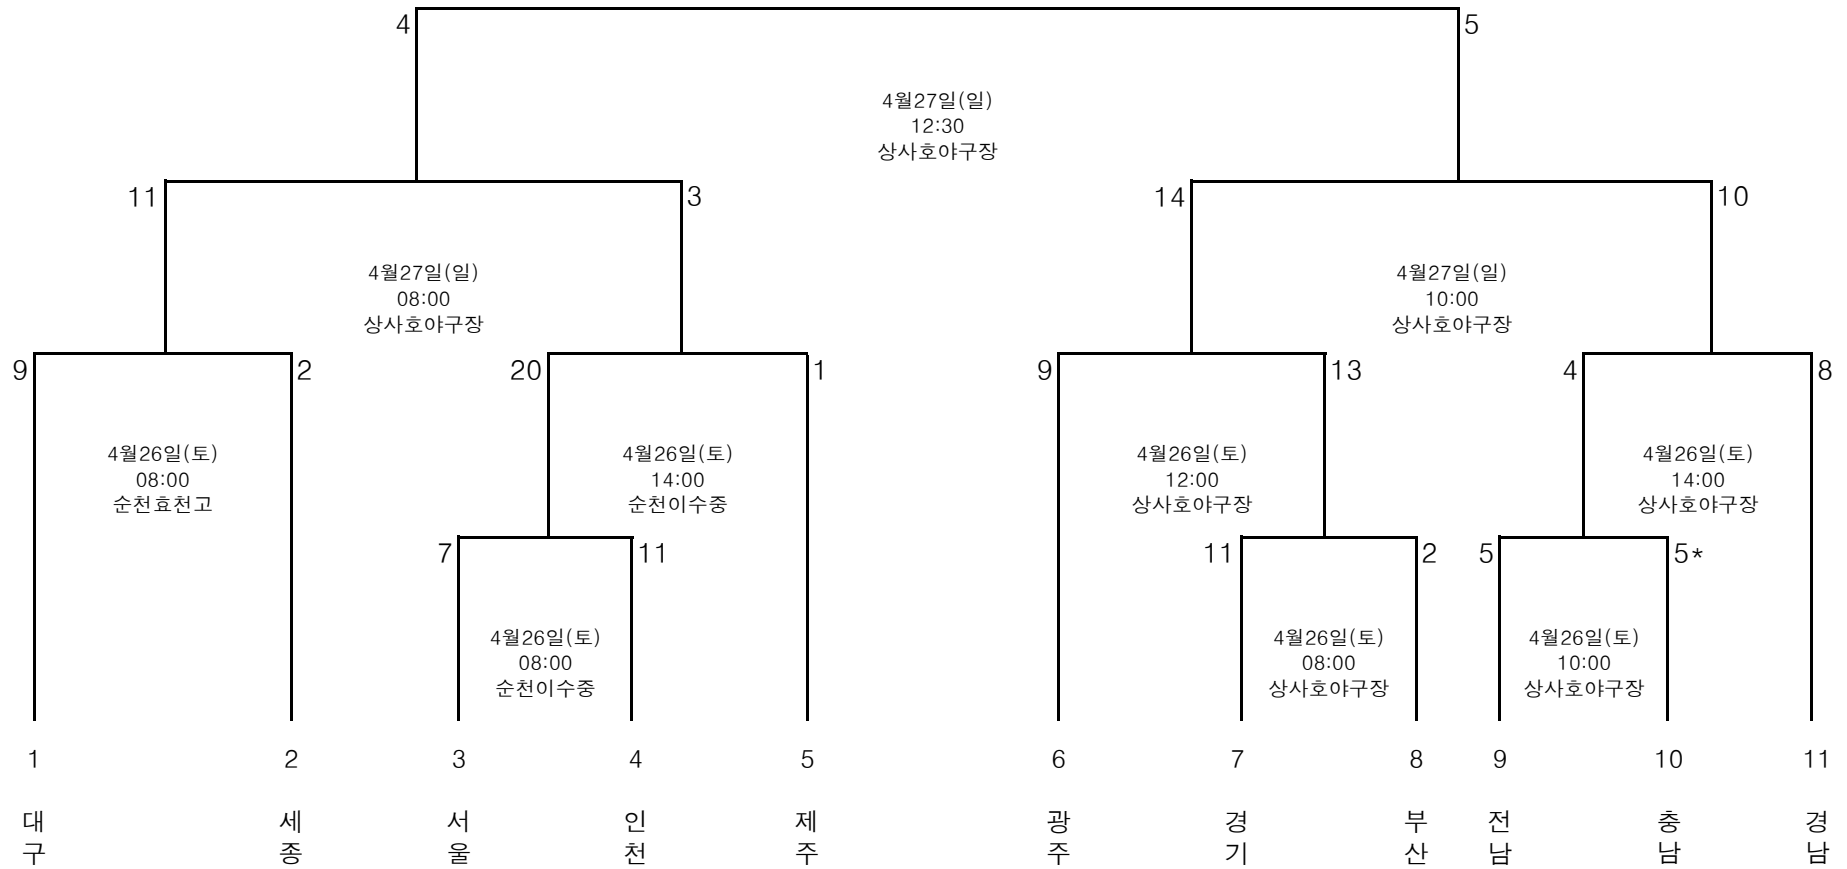 4 5
4월27일(일)
12:30
상사호야구장
11 3 14 10
4월27일(일)
08:00
상사호야구장
4월27일(일)
10:00
상사호야구장
9 2 20 1 9 13 4 8
4월26일(토)
08:00
순천효천고
4월26일(토)
14:00
순천이수중
4월26일(토)
12:00
상사호야구장
4월26일(토)
14:00
상사호야구장
7 11 11 2 5 5*
4월26일(토)
08:00
순천이수중
4월26일(토)
08:00
상사호야구장
4월26일(토)
10:00
상사호야구장
1 2 3 4 5 6 7 8 9 10 11
대구 세종 서울 인천 제주 광주 경기 부산 전남 충남 경남